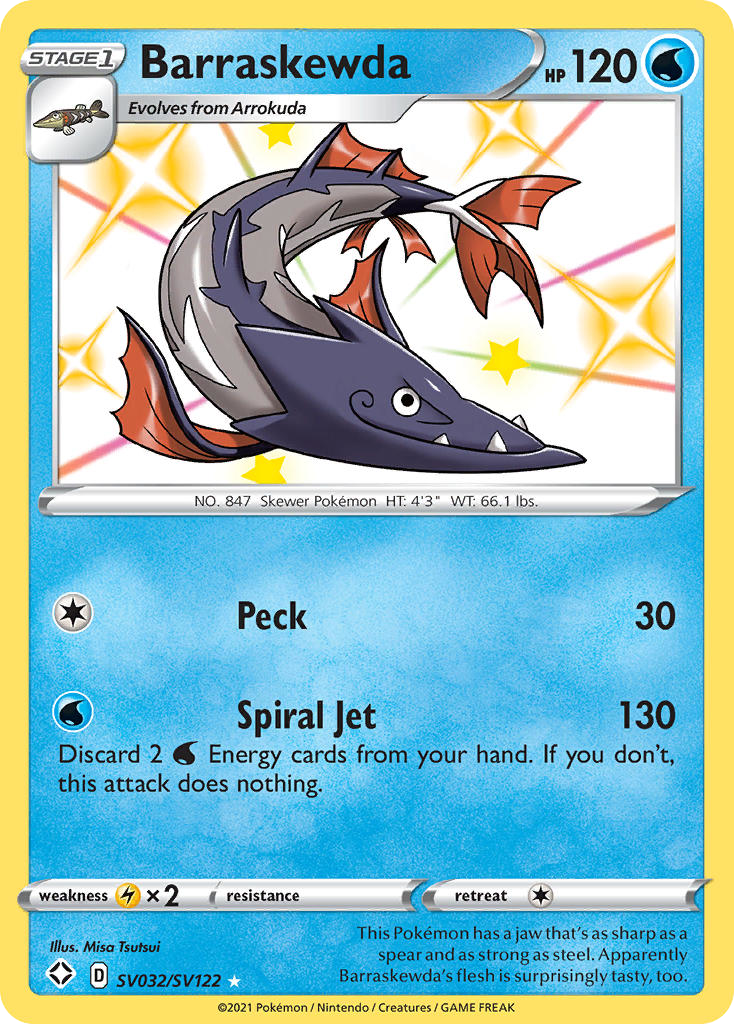 STAGE1
Barraskewda
HP 120
Evolves from Arrokuda
NO. 847 Skewer Pokémon HT: 4'3" WT: 66.1 lbs.
Peck 30
Spiral Jet 130
Discard 2 Energy cards from your hand. If you don't,
this attack does nothing.
weakness ×2 resistance retreat
Illus. Misa Tsutsui
This Pokémon has a jaw that's as sharp as a
spear and as strong as steel. Apparently
Barraskewda's flesh is surprisingly tasty, too.
D SV032/SV122
©2021 Pokémon / Nintendo / Creatures / GAME FREAK